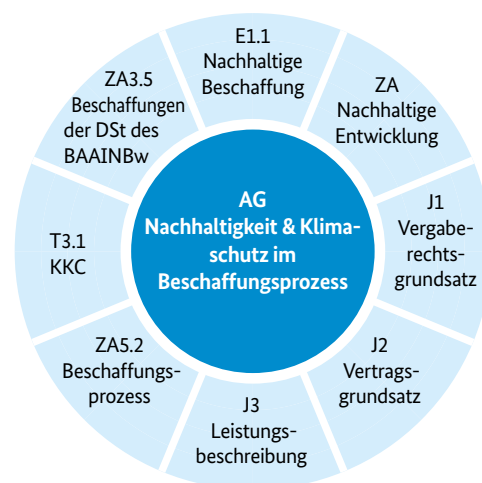 E1.1
Nachhaltige
Beschaffung
ZA
Nachhaltige
Entwicklung
J1
Vergabe-
rechts-
grundsatz
J2
Vertrags-
grundsatz
J3
Leistungs-
beschreibung
ZA5.2
Beschaffungs-
prozess
T3.1
KKC
ZA3.5
Beschaffungen
der DSt des
BAAINBw
AG
Nachhaltigkeit & Klima-
schutz im
Beschaffungsprozess